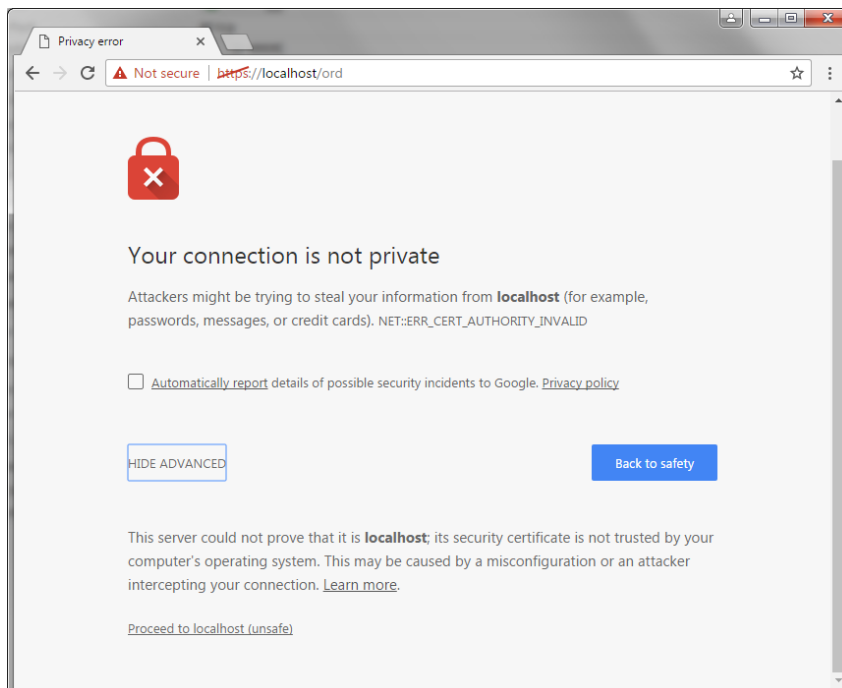 Privacy error
Not secure | https://localhost/ord
Your connection is not private
Attackers might be trying to steal your information from localhost (for example,
passwords, messages, or credit cards). NET::ERR_CERT_AUTHORITY_INVALID
Automatically report details of possible security incidents to Google. Privacy policy
HIDE ADVANCED
Back to safety
This server could not prove that it is localhost; its security certificate is not trusted by your
computer's operating system. This may be caused by a misconfiguration or an attacker
intercepting your connection. Learn more.
Proceed to localhost (unsafe)